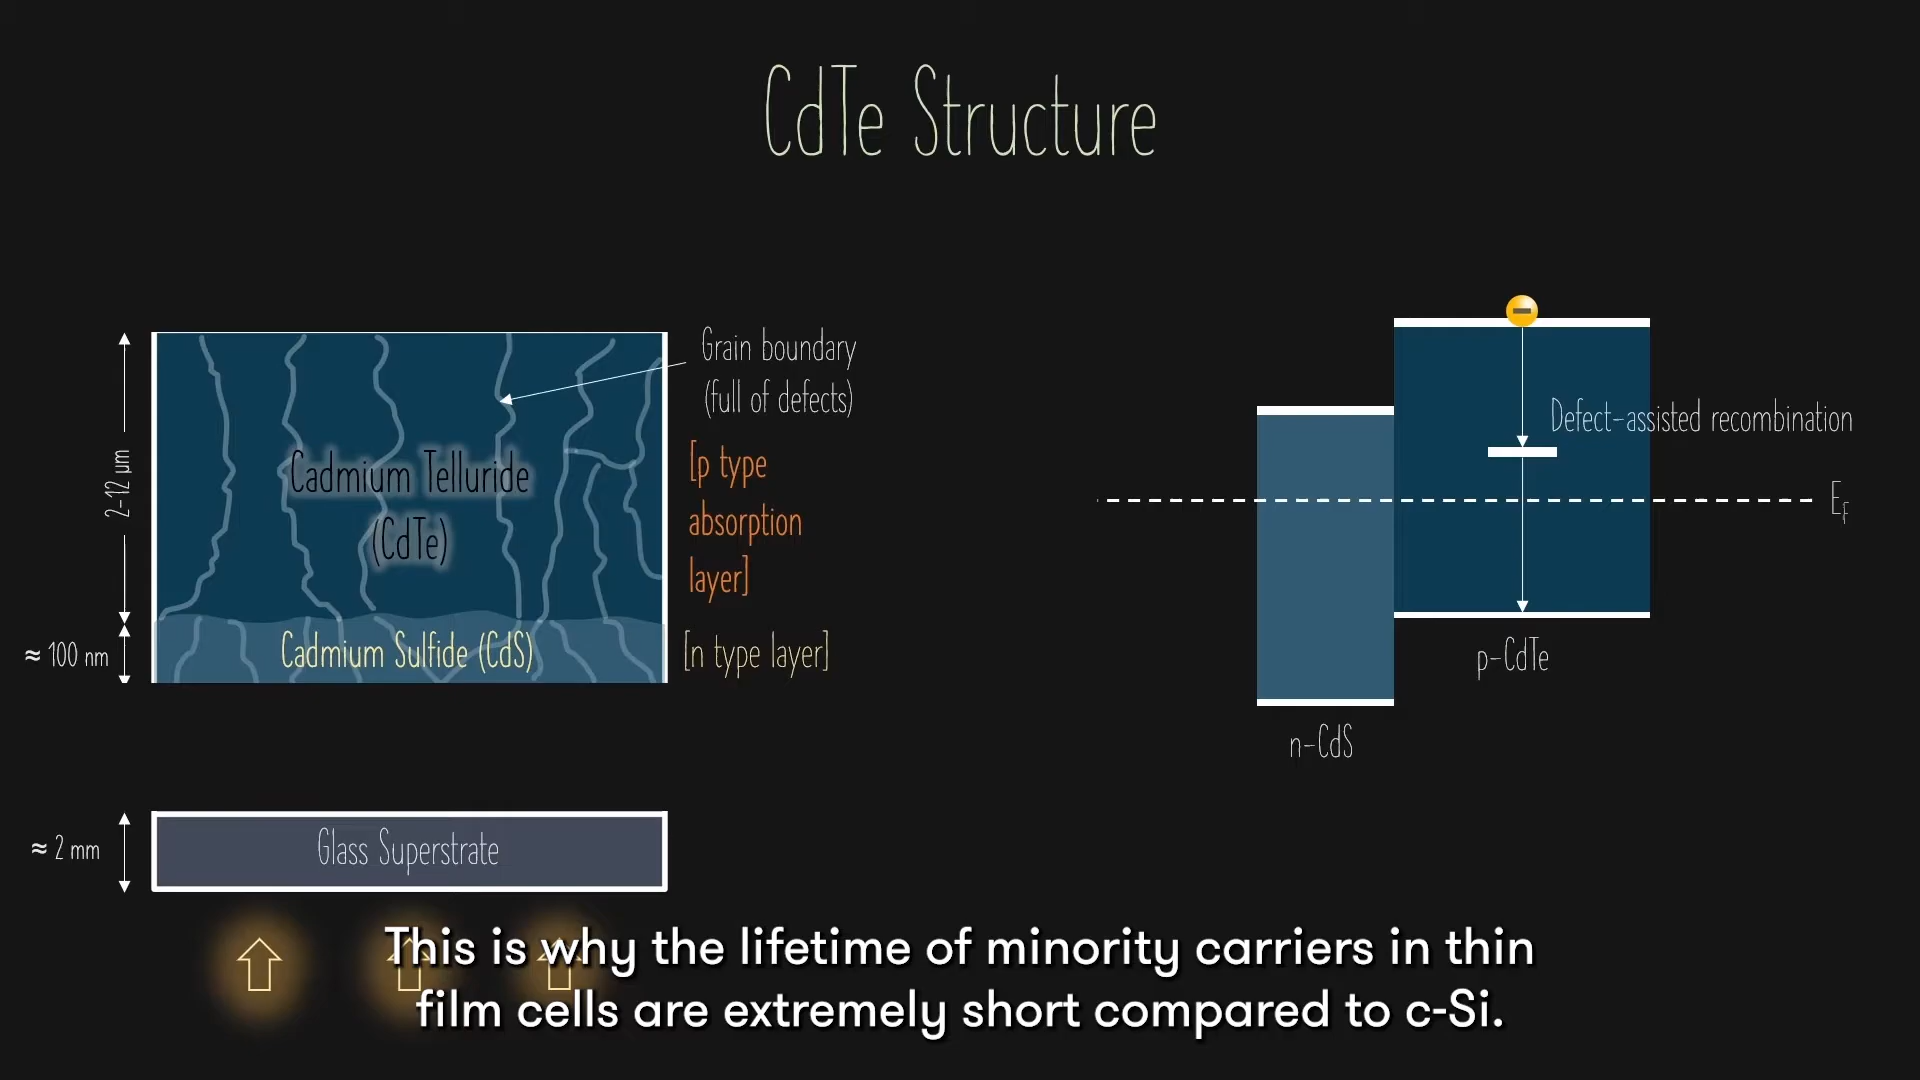 CdTe Structure
Grain boundary
(full of defects)
2-12 µm
Cadmium Telluride
(CdTe)
[p type
absorption
layer]
≈ 100 nm
Cadmium Sulfide (CdS)
[n type layer]
Defect-assisted recombination
E_F
p-CdTe
n-CdS
≈ 2 mm
Glass Superstrate
This is why the lifetime of minority carriers in thin
film cells are extremely short compared to c-Si.